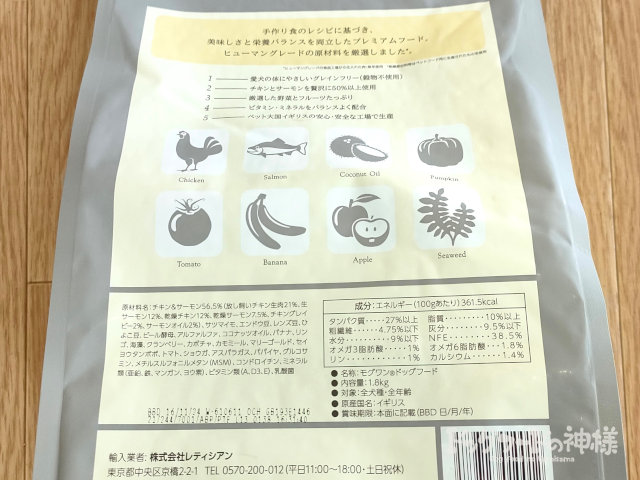 手作り食のレシピに基づき、
美味しさと栄養バランスを両立したプレミアムフード。
ヒューマングレードの原材料を厳選しました*。
1 ― 愛犬の体にやさしいグレインフリー(穀物不使用)
2 ― チキンとサーモンを贅沢に50%以上使用
3 ― 厳選した野菜とフルーツたっぷり
4 ― ビタミン・ミネラルをバランスよく配合
5 ― ペット大国イギリスの安心・安全な工場で生産
Chicken Salmon Coconut Oil Pumpkin
Tomato Banana Apple Seaweed
原材料名:チキン&サーモン56.5%(放し飼いチキン生肉21%、生サ
ーモン12%、乾燥チキン12%、乾燥サーモン7.5%、チキングレイ
ビー2%、サーモンオイル2%)、サツマイモ、エンドウ豆、レンズ豆、ひ
よこ豆、ビール酵母、アルファルファ、ココナッツオイル、バナナ、リン
ゴ、海藻、クランベリー、カボチャ、カモミール、マリーゴールド、セイ
ヨウタンポポ、トマト、ショウガ、アスパラガス、パパイヤ、グルコサ
ミン、メチルスルフォニルメタン(MSM)、コンドロイチン、ミネラル
類(亜鉛、鉄、マンガン、ヨウ素)、ビタミン類(A、D3、E)、乳酸菌
成分:エネルギー(100gあたり)361.5kcal
タンパク質……27%以上 脂質………10%以上
粗繊維……4.75%以下 灰分………9.5%以下
水分………9%以下 NFE………38.5%
オメガ3脂肪酸……1% オメガ6脂肪酸……1.8%
リン………1% カルシウム……1.4%
● 名称:モグワン®ドッグフード
● 内容量:1.8kg
● 対象:全犬種・全年齢
● 原産国名:イギリス
● 賞味期限:本面に記載(BBD 日/月/年)
BBD 16/11/24
輸入業者:株式会社レティシアン
東京都中央区京橋2-2-1 TEL 0570-200-012(平日11:00〜18:00・土日祝休)
ドッグフードの神様